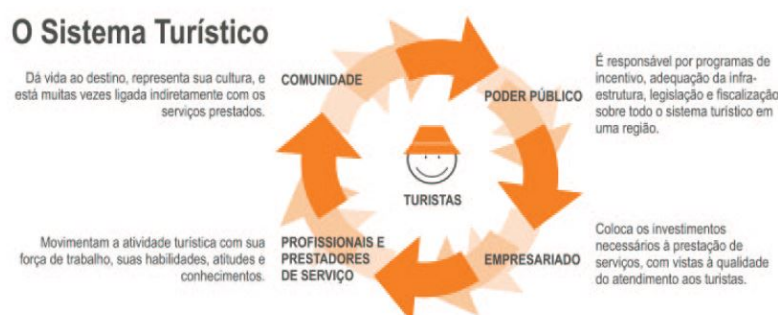 O Sistema Turístico
Dá vida ao destino, representa sua cultura, e
está muitas vezes ligada indiretamente com os
serviços prestados.
COMUNIDADE
PODER PÚBLICO
É responsável por programas de
incentivo, adequação da infra-
estrutura, legislação e fiscalização
sobre todo o sistema turístico em
uma região.
TURISTAS
Movimentam a atividade turística com sua
força de trabalho, suas habilidades, atitudes e
conhecimentos.
PROFISSIONAIS E
PRESTADORES
DE SERVIÇO
EMPRESARIADO
Coloca os investimentos
necessários à prestação de
serviços, com vistas à qualidade
do atendimento aos turistas.